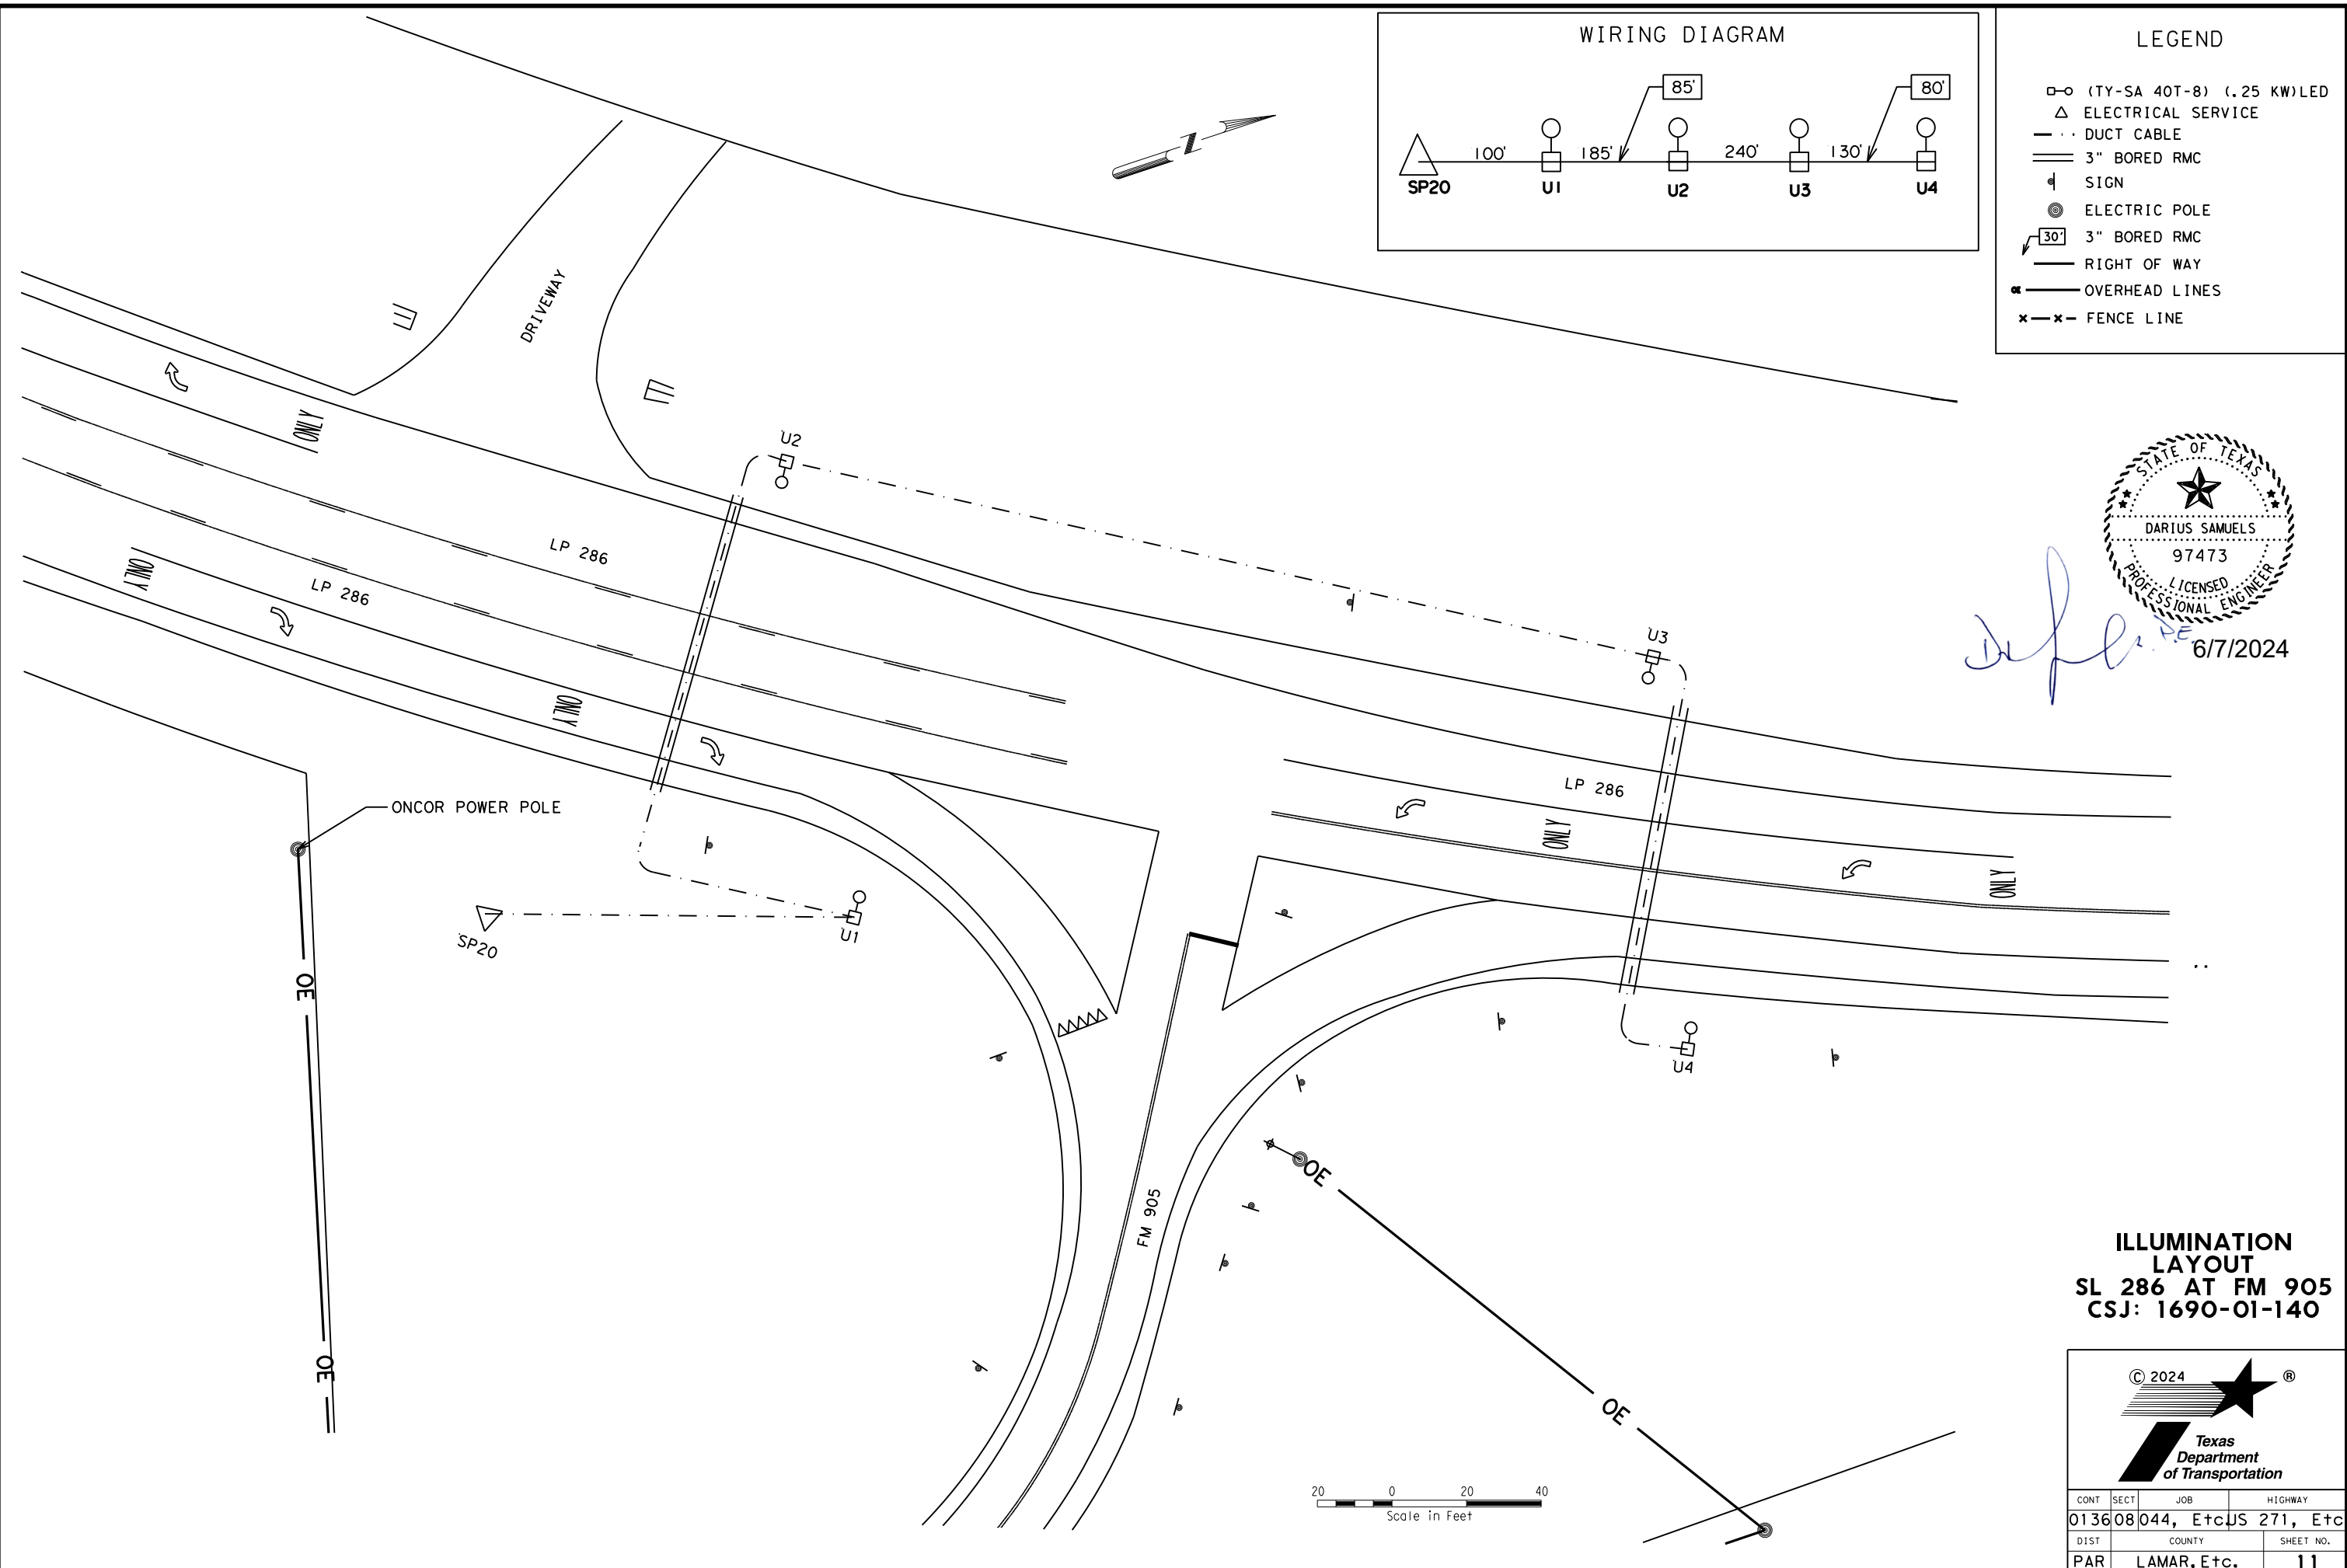 WIRING DIAGRAM
85'
80'
100'
185'
240'
130'
SP20
U1
U2
U3
U4
LEGEND
(TY-SA 40T-8) (.25 KW)LED
ELECTRICAL SERVICE
DUCT CABLE
3" BORED RMC
SIGN
ELECTRIC POLE
30' 3" BORED RMC
RIGHT OF WAY
OE OVERHEAD LINES
FENCE LINE
Z
DRIVEWAY
ONLY
U2
LP 286
ONLY
LP 286
ONLY
U3
LP 286
ONLY
ONLY
ONCOR POWER POLE
SP20
U1
U4
OE
OE
OE
OE
FM 905
STATE OF TEXAS
DARIUS SAMUELS
97473
LICENSED
PROFESSIONAL ENGINEER
P.E.
6/7/2024
20 0 20 40
Scale in Feet
ILLUMINATION
LAYOUT
SL 286 AT FM 905
CSJ: 1690-01-140
© 2024 ®
Texas
Department
of Transportation
CONT SECT JOB HIGHWAY
0136 08 044, Etc. US 271, Etc
DIST COUNTY SHEET NO.
PAR LAMAR, Etc. 11